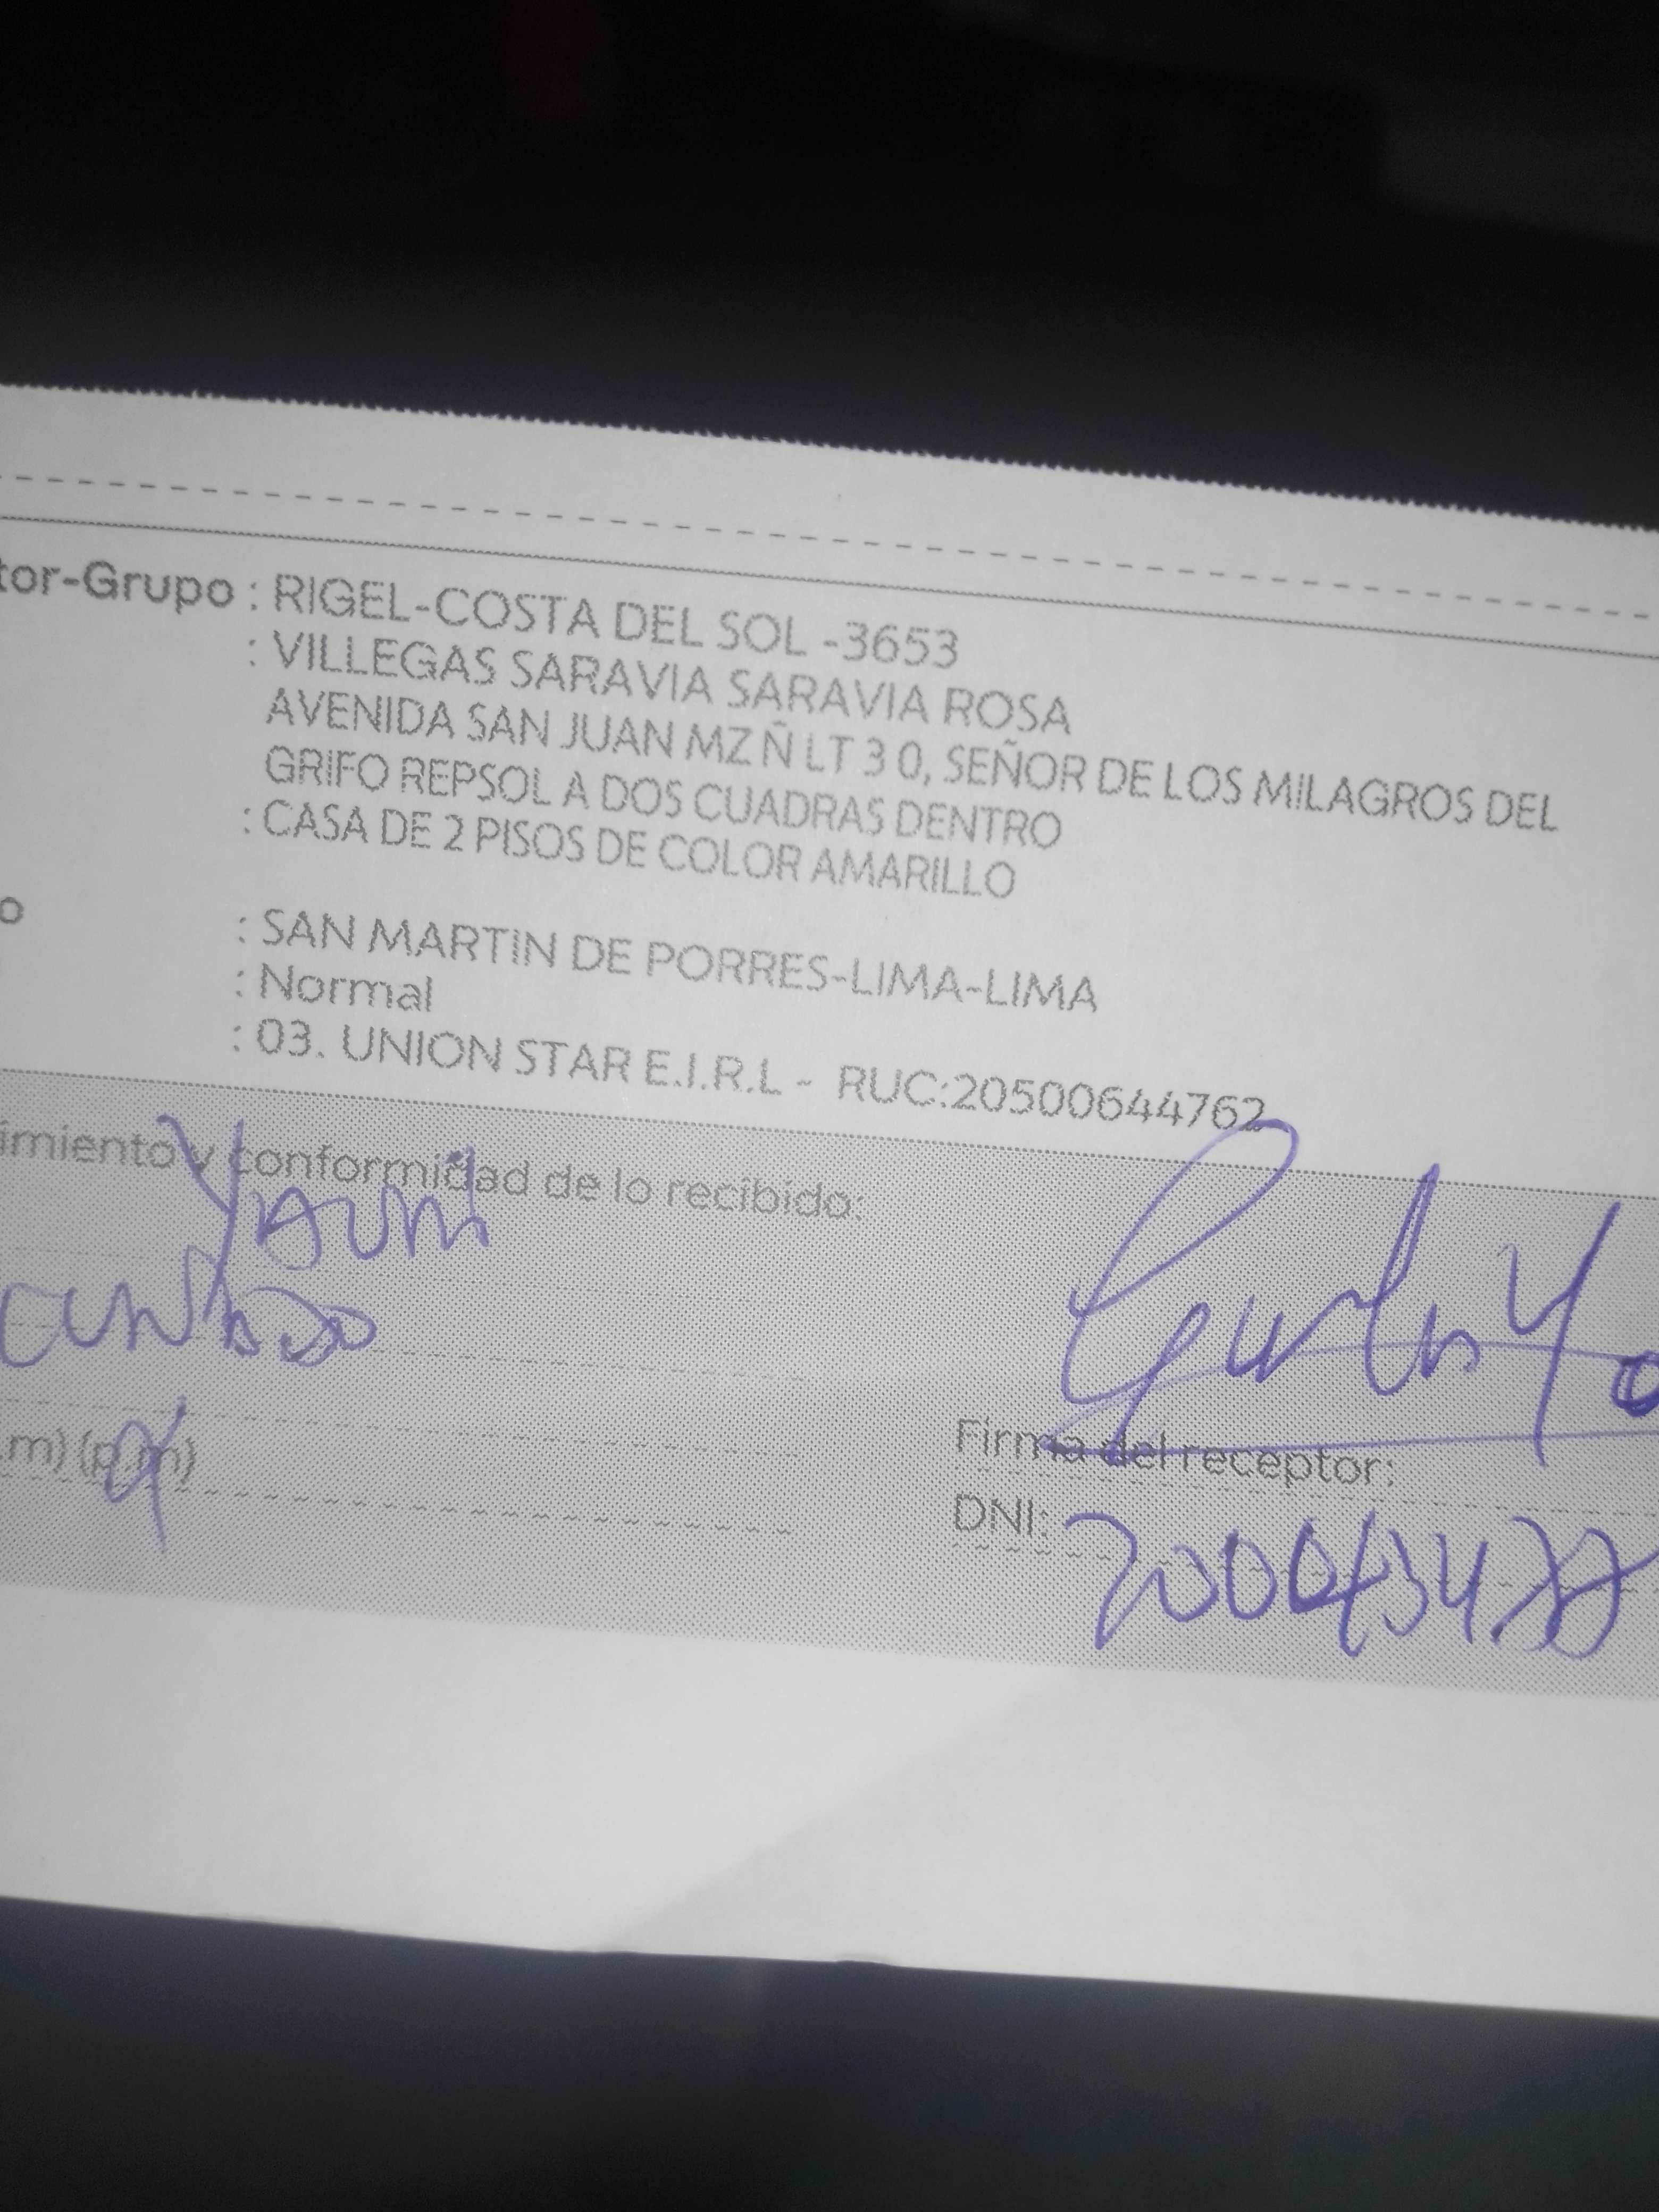 tor-Grupo : RIGEL-COSTA DEL SOL -3653
: VILLEGAS SARAVIA SARAVIA ROSA
AVENIDA SAN JUAN MZ Ñ LT 3 0, SEÑOR DE LOS MILAGROS DEL
GRIFO REPSOL A DOS CUADRAS DENTRO
: CASA DE 2 PISOS DE COLOR AMARILLO
o : SAN MARTIN DE PORRES-LIMA-LIMA
: Normal
: 03. UNION STAR E.I.R.L - RUC:20500644762
imiento y conformidad de lo recibido.
.m) (p.m)
Firma del receptor:
DNI: